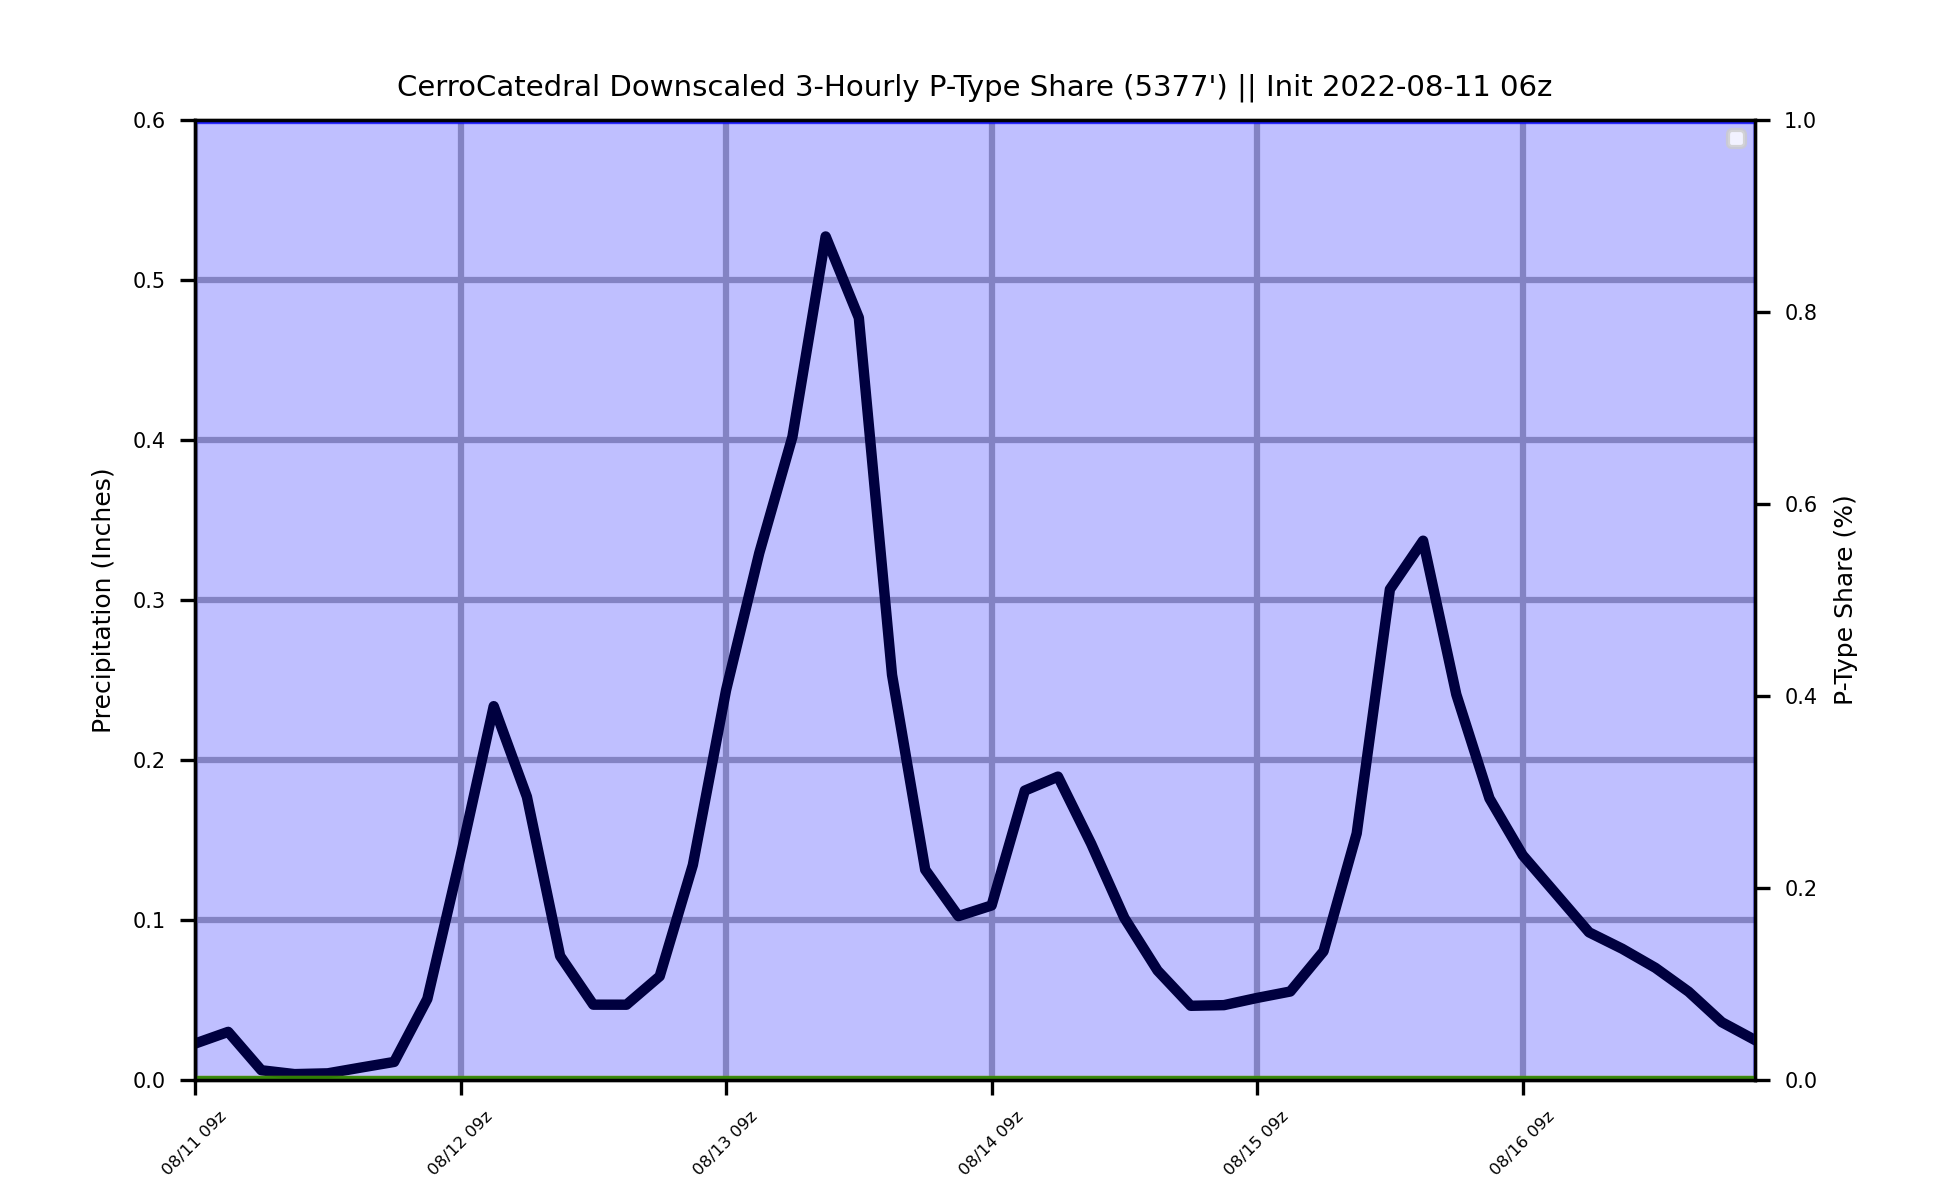 CerroCatedral Downscaled 3-Hourly P-Type Share (5377') || Init 2022-08-11 06z
Precipitation (Inches)
0.6
0.5
0.4
0.3
0.2
0.1
0.0
1.0
0.8
0.6
0.4
0.2
0.0
P-Type Share (%)
08/11 09z
08/12 09z
08/13 09z
08/14 09z
08/15 09z
08/16 09z